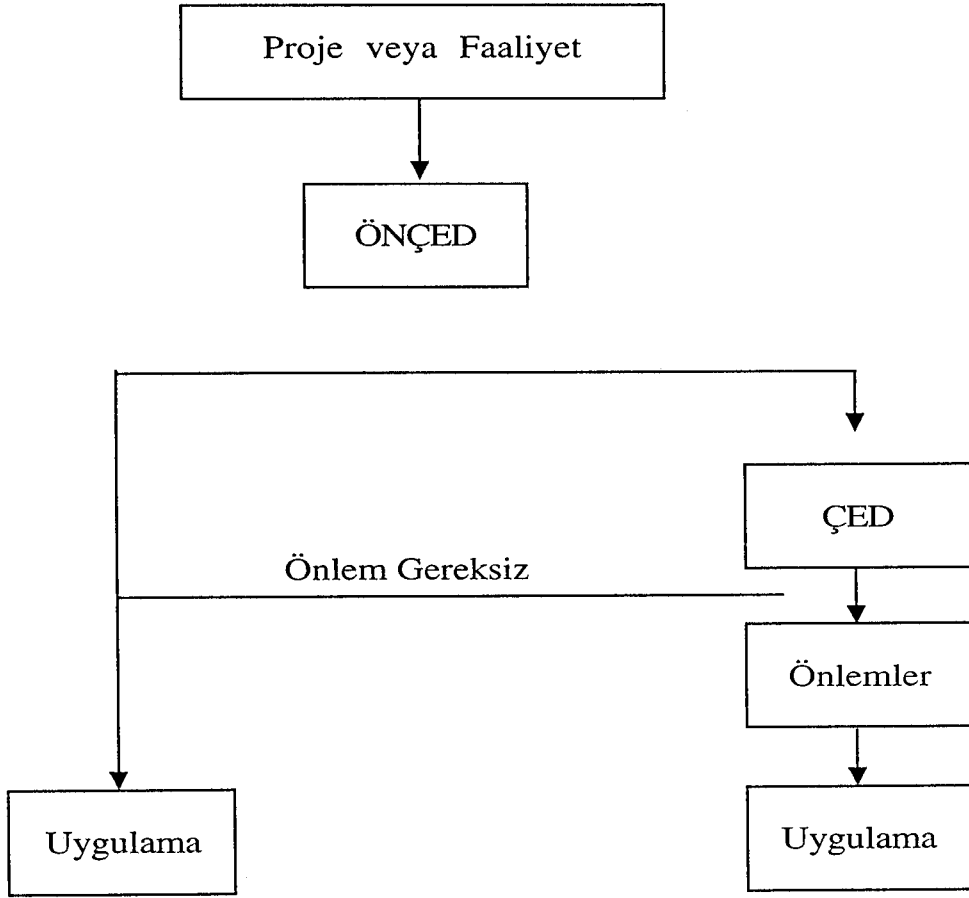 Proje veya Faaliyet
ÖNÇED
ÇED
Önlem Gereksiz
Önlemler
Uygulama
Uygulama